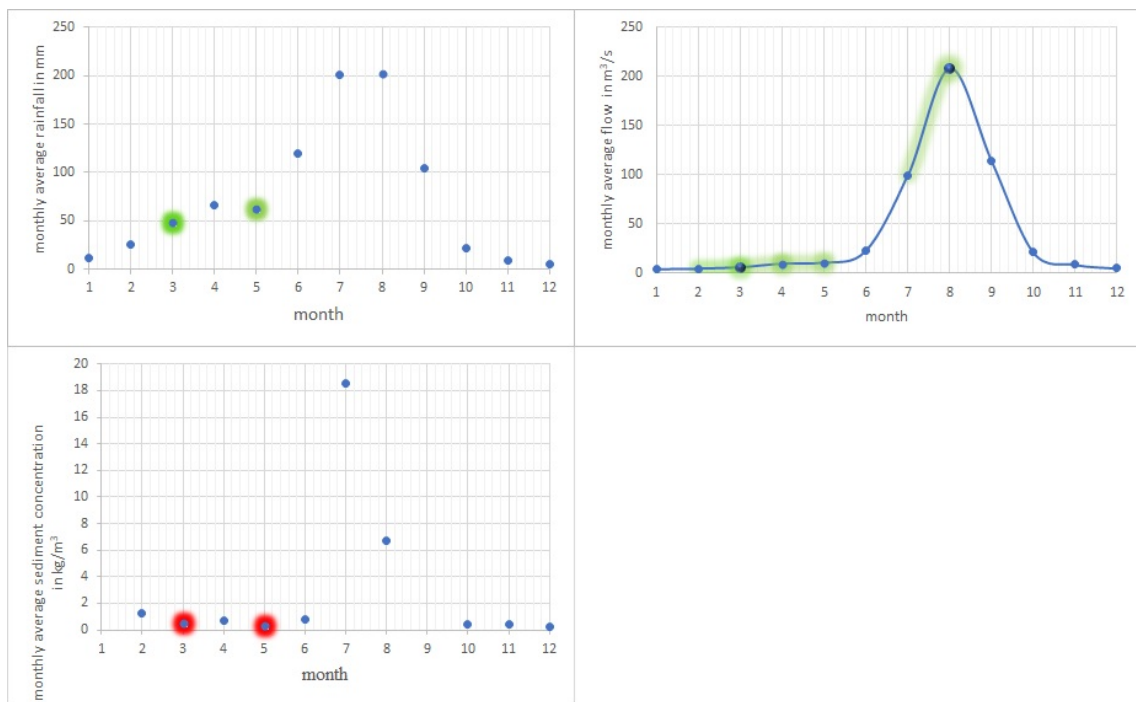 monthly average rainfall in mm
250
200
150
100
50
0
1 2 3 4 5 6 7 8 9 10 11 12
month
monthly average flow in m³/s
250
200
150
100
50
0
1 2 3 4 5 6 7 8 9 10 11 12
month
monthly average sediment concentration
in kg/m³
20
18
16
14
12
10
8
6
4
2
0
1 2 3 4 5 6 7 8 9 10 11 12
month